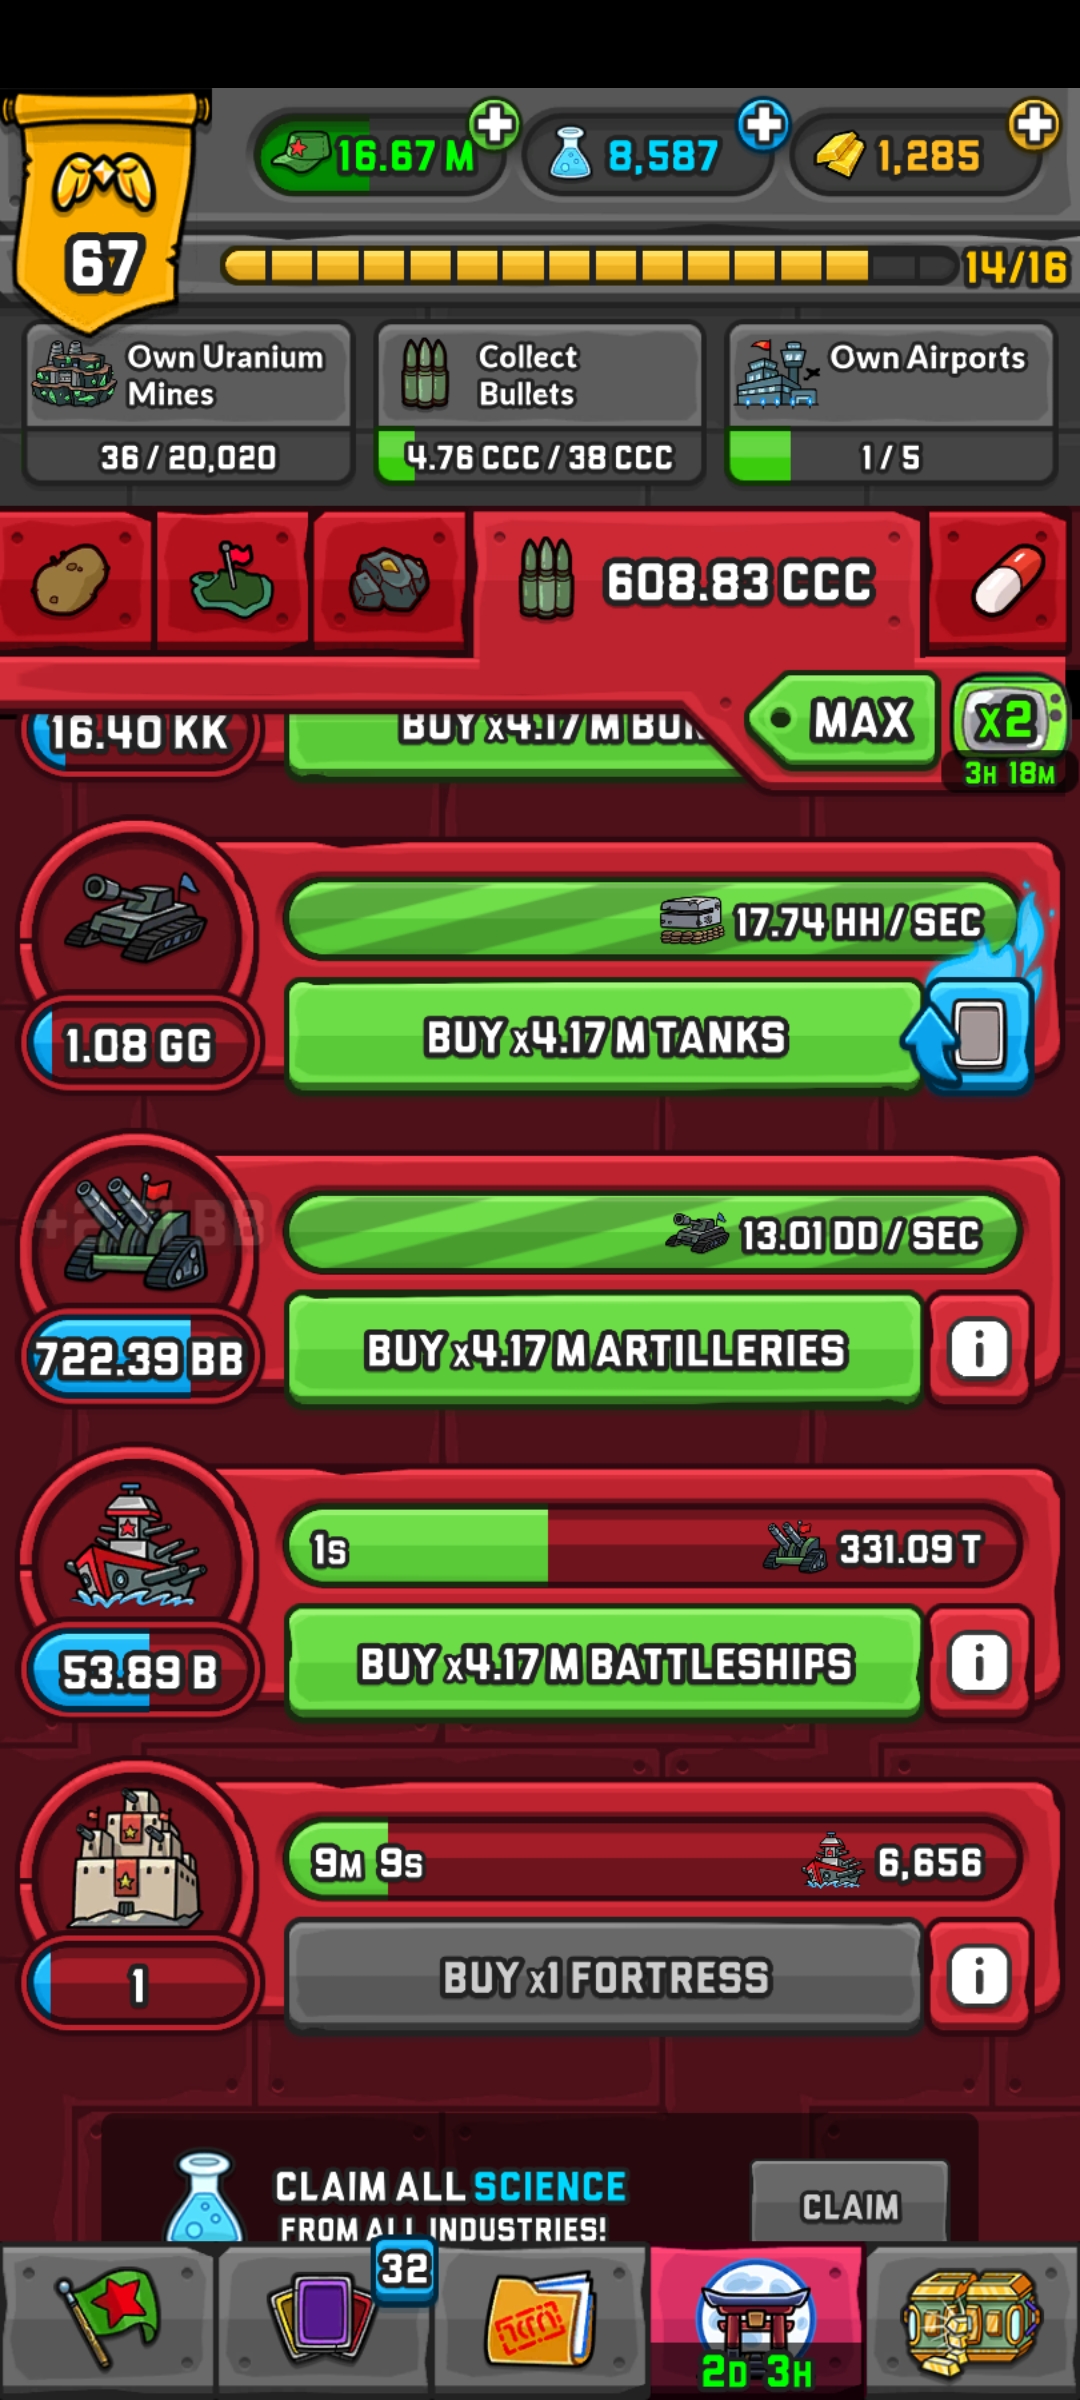 16.67 M
8,587
1,285
67
14/16
Own Uranium
Mines
36 / 20,020
Collect
Bullets
4.76 CCC / 38 CCC
Own Airports
1 / 5
608.83 CCC
MAX
x2
3H 18M
16.40 KK
BUY x4.17 M
17.74 HH / SEC
1.08 GG
BUY x4.17 M TANKS
13.01 DD / SEC
722.39 BB
BUY x4.17 M ARTILLERIES
i
1s
331.09 T
53.89 B
BUY x4.17 M BATTLESHIPS
i
9M 9s
6,656
1
BUY x1 FORTRESS
i
CLAIM ALL SCIENCE
FROM ALL INDUSTRIES!
CLAIM
32
2D 3H